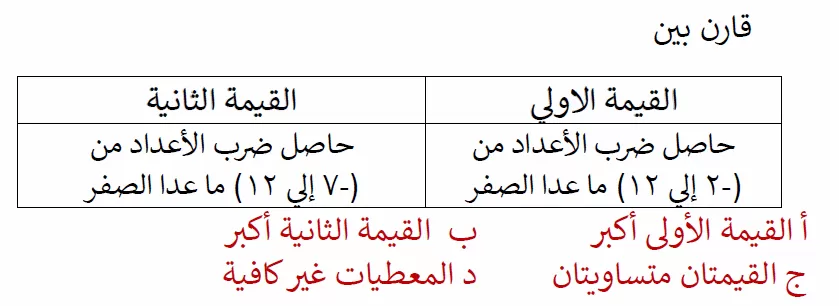 قارن بين
القيمة الاولي	القيمة الثانية
حاصل ضرب الأعداد من	حاصل ضرب الأعداد من
(-٢ إلي ١٢) ما عدا الصفر	(-٧ إلي ١٢) ما عدا الصفر
أ القيمة الأولى أكبر	ب القيمة الثانية أكبر
ج القيمتان متساويتان	د المعطيات غير كافية